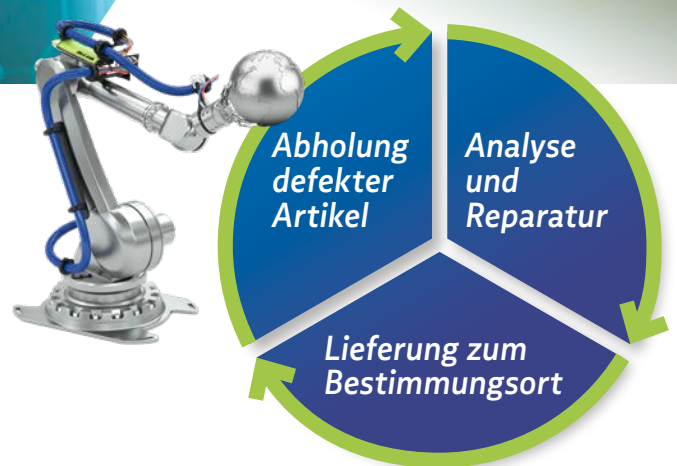 Abholung
defekter
Artikel
Analyse
und
Reparatur
Lieferung zum
Bestimmungsort